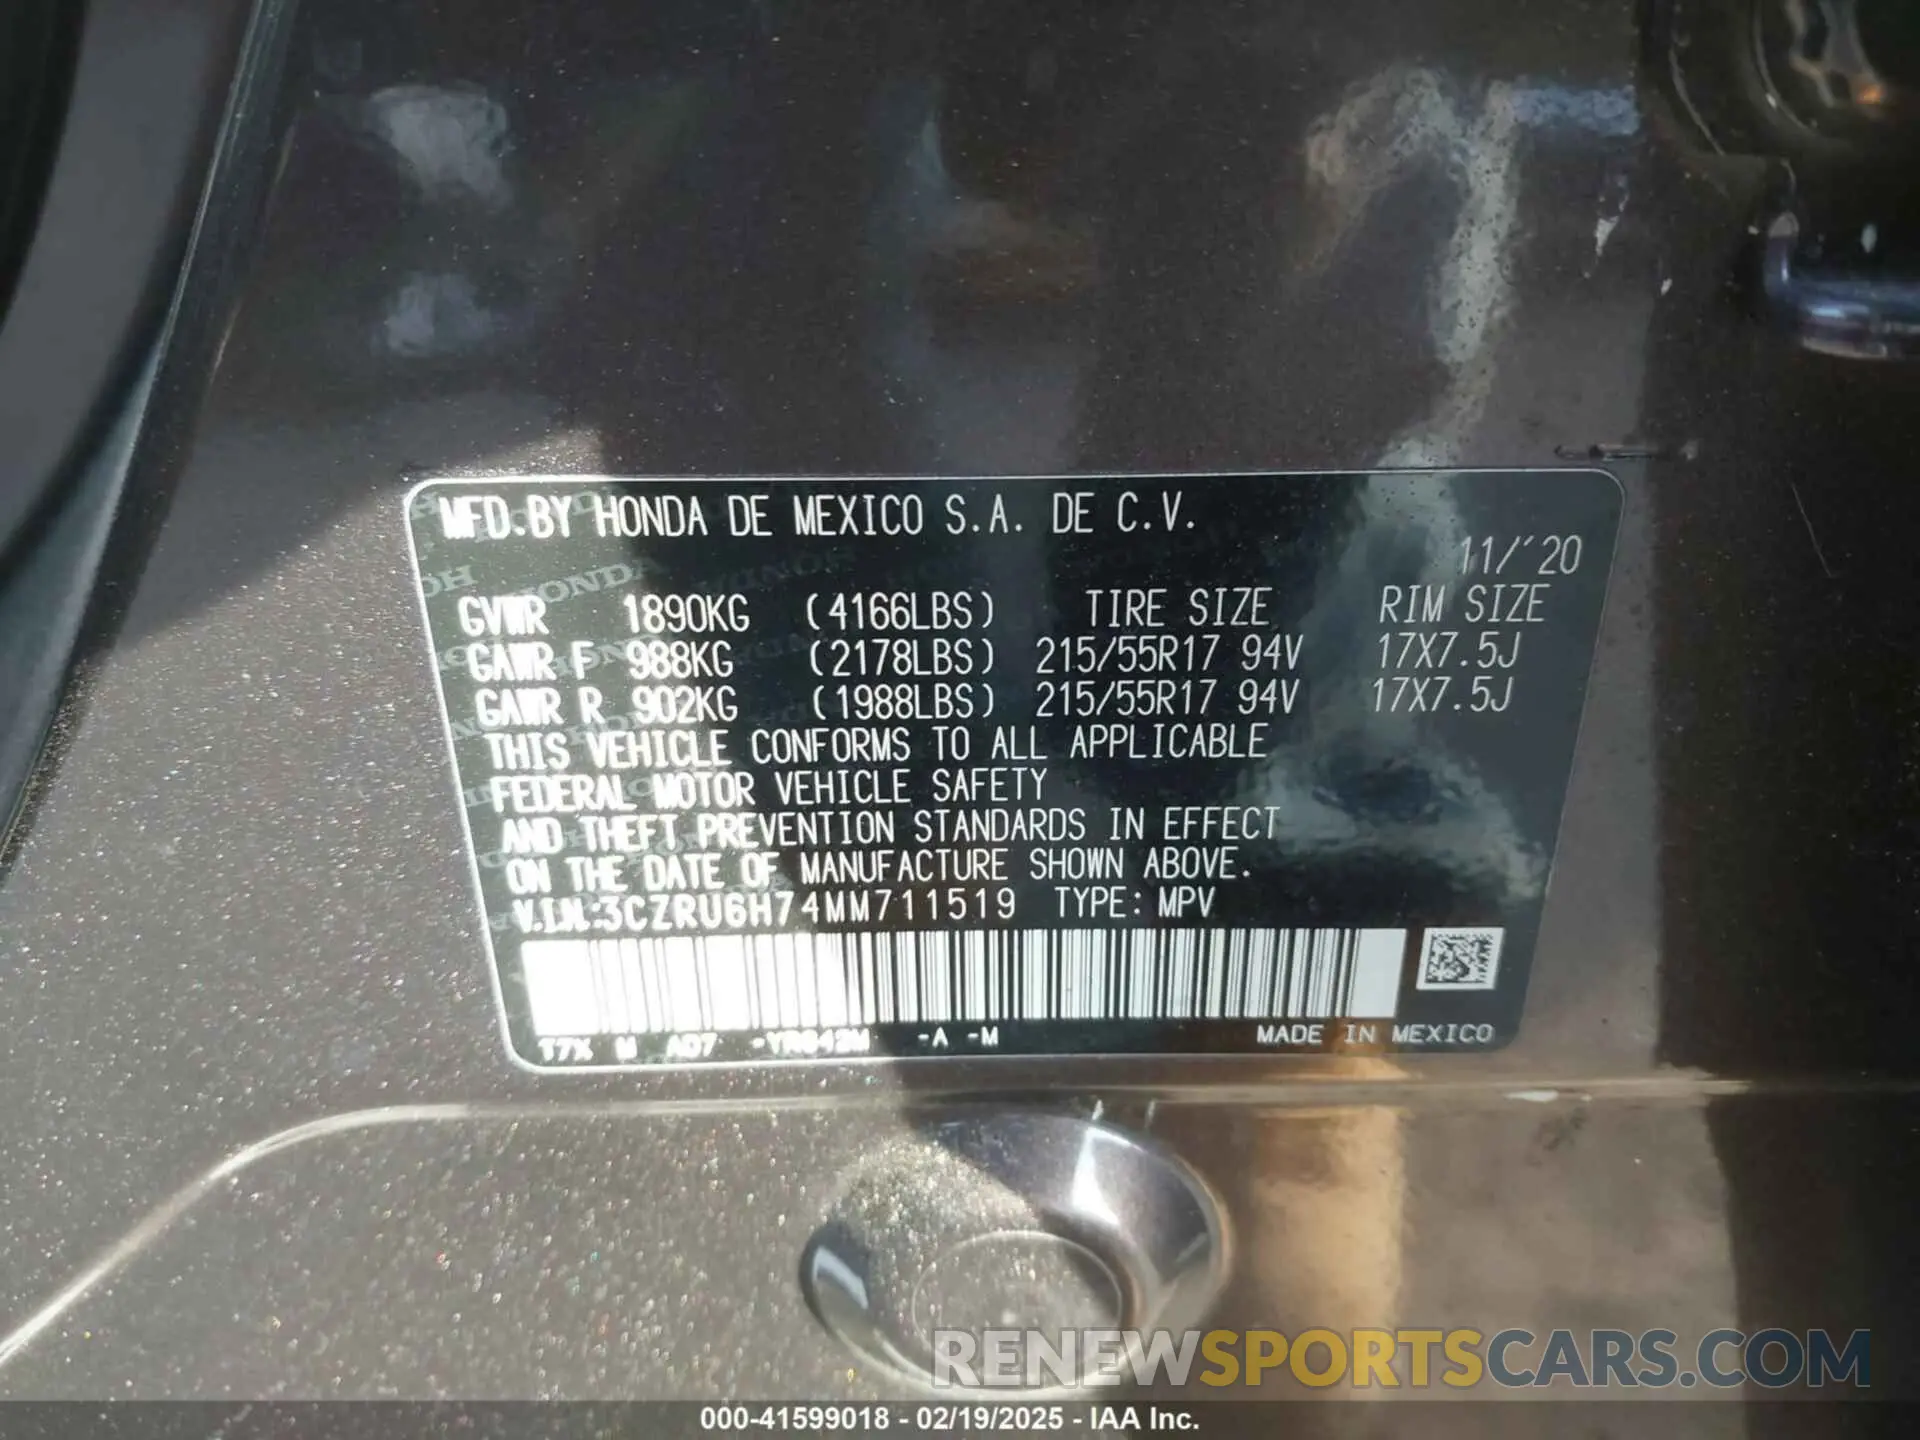 MFD.BY HONDA DE MEXICO S.A. DE C.V.
11/'20
GVWR 1890KG (4166LBS) TIRE SIZE RIM SIZE
GAWR F 988KG (2178LBS) 215/55R17 94V 17X7.5J
GAWR R 902KG (1988LBS) 215/55R17 94V 17X7.5J
THIS VEHICLE CONFORMS TO ALL APPLICABLE
FEDERAL MOTOR VEHICLE SAFETY
AND THEFT PREVENTION STANDARDS IN EFFECT
ON THE DATE OF MANUFACTURE SHOWN ABOVE.
V.I.N.:3CZRU6H74MM711519 TYPE: MPV
T7X M A07 -YR642M -A -M MADE IN MEXICO
RENEWSPORTSCARS.COM
000-41599018 - 02/19/2025 - IAA Inc.